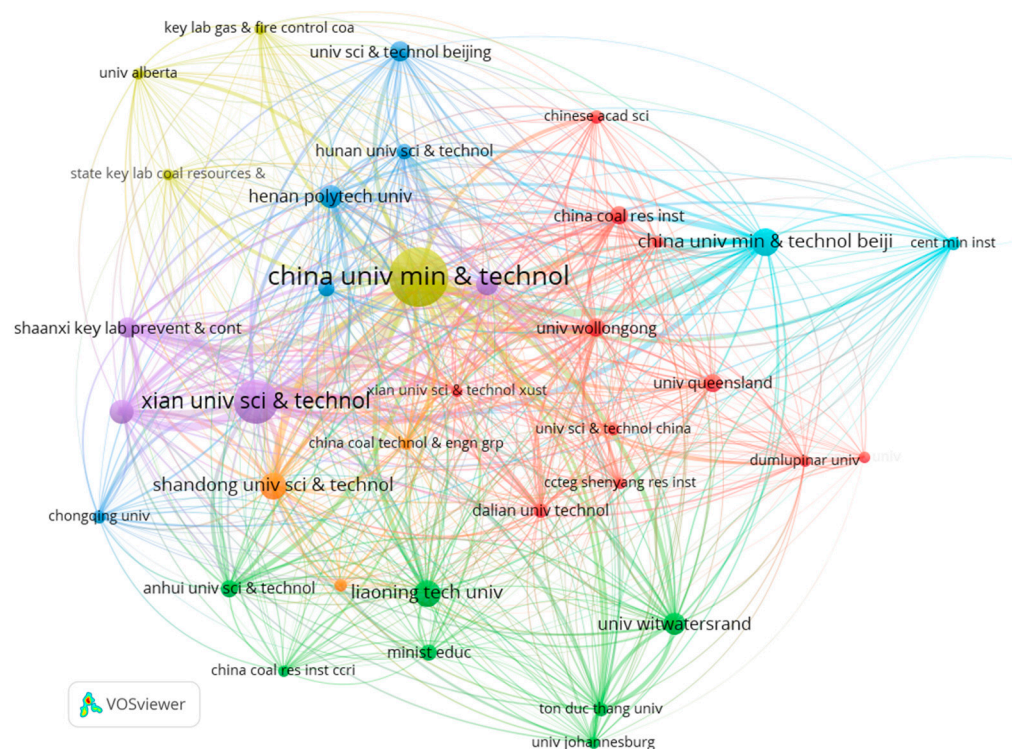 key lab gas & fire control coa
univ sci & technol beijing
univ alberta
chinese acad sci
hunan univ sci & technol
state key lab coal resources &
henan polytech univ
china coal res inst
china univ min & technol beiji
cent min inst
china univ min & technol
shaanxi key lab prevent & cont
univ wollongong
univ queensland
xian univ sci & technol xust
xian univ sci & technol
univ sci & technol china
china coal technol & engn grp
dumlupinar univ
univ
shandong univ sci & technol
ccteg shenyang res inst
dalian univ technol
chongqing univ
anhui univ sci & technol
liaoning tech univ
univ witwatersrand
minist educ
china coal res inst ccri
ton duc thang univ
univ johannesburg
VOSviewer